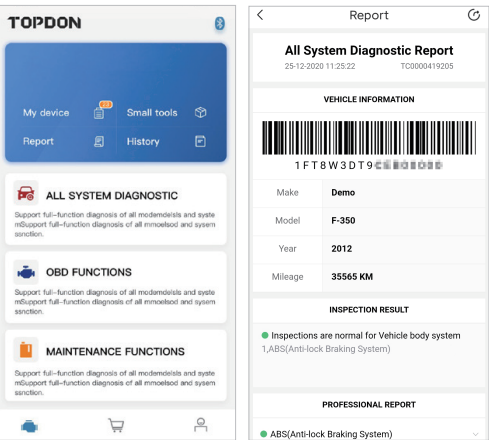 TOPDON
My device
23
Small tools
Report
History
ALL SYSTEM DIAGNOSTIC
Support full-function diagnosis of all modemdelsls and syste
mSupport full-function diagnosis of all mmoelsod and sysem
ssnction.
OBD FUNCTIONS
Support full-function diagnosis of all modemdelsls and syste
mSupport full-function diagnosis of all mmoelsod and sysem
ssnction.
MAINTENANCE FUNCTIONS
Support full-function diagnosis of all modemdelsls and syste
mSupport full-function diagnosis of all mmoelsod and sysem
ssnction.
Report
All System Diagnostic Report
25-12-2020 11:25:22 TC0000419205
VEHICLE INFORMATION
1FT8W3DT9
Make Demo
Model F-350
Year 2012
Mileage 35565 KM
INSPECTION RESULT
Inspections are normal for Vehicle body system
1,ABS(Anti-lock Braking System)
PROFESSIONAL REPORT
ABS(Anti-lock Braking System)